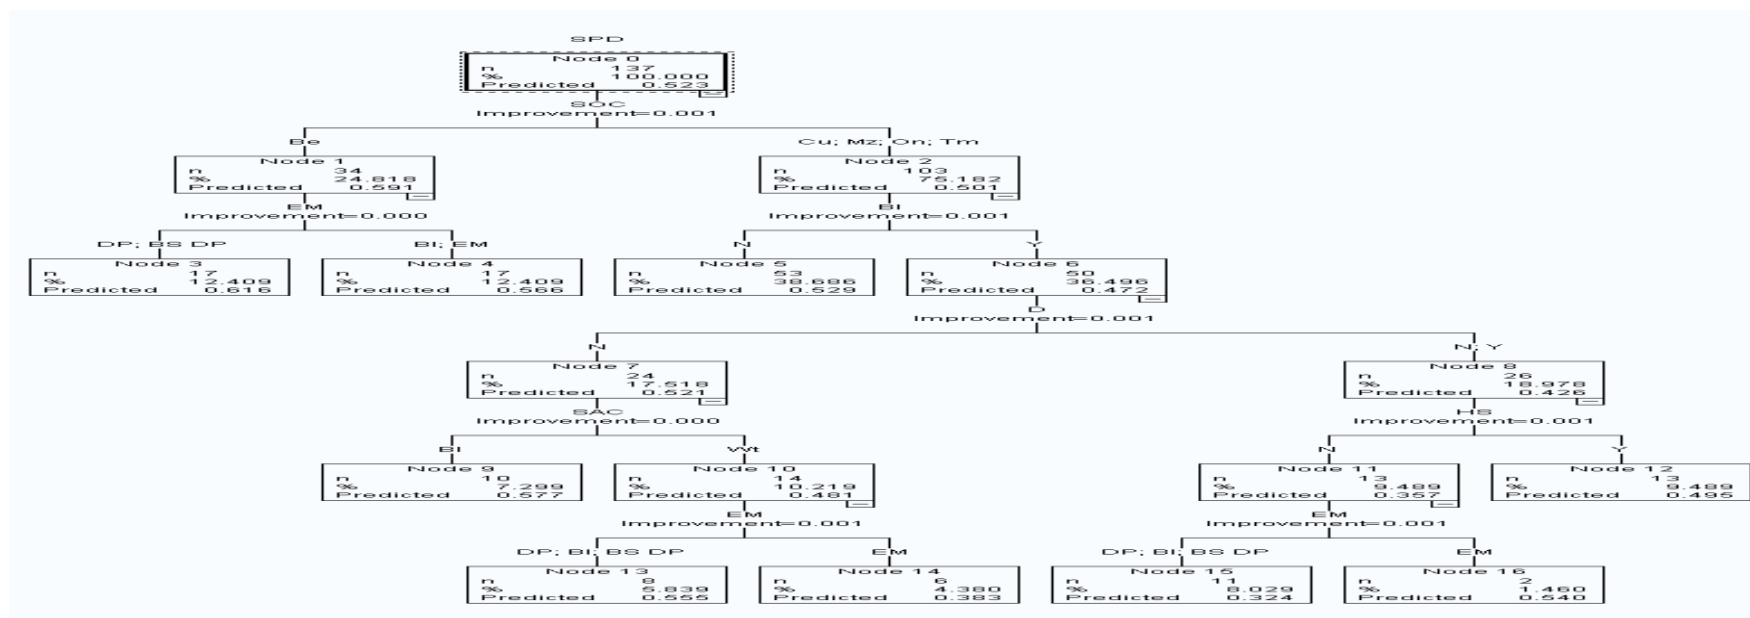 SPD
Node 0
n 137
% 100.000
Predicted 0.523
SOC
Improvement=0.001
Be
Cu; Mz; On; Tm
Node 1
n 34
% 24.818
Predicted 0.591
EM
Improvement=0.000
Node 2
n 103
% 75.182
Predicted 0.501
BI
Improvement=0.001
DP; BS DP
BI; EM
N
Y
Node 3
n 17
% 12.409
Predicted 0.616
Node 4
n 17
% 12.409
Predicted 0.566
Node 5
n 53
% 38.686
Predicted 0.529
Node 6
n 50
% 36.496
Predicted 0.472
D
Improvement=0.001
N
N; Y
Node 7
n 24
% 17.518
Predicted 0.521
SAC
Improvement=0.000
Node 8
n 26
% 18.978
Predicted 0.426
HS
Improvement=0.001
BI
Wt
N
Y
Node 9
n 10
% 7.299
Predicted 0.577
Node 10
n 14
% 10.219
Predicted 0.481
EM
Improvement=0.001
Node 11
n 13
% 9.489
Predicted 0.357
EM
Improvement=0.001
Node 12
n 13
% 9.489
Predicted 0.495
DP; BI; BS DP
EM
DP; BI; BS DP
EM
Node 13
n 8
% 5.839
Predicted 0.555
Node 14
n 6
% 4.380
Predicted 0.383
Node 15
n 11
% 8.029
Predicted 0.324
Node 16
n 2
% 1.460
Predicted 0.540